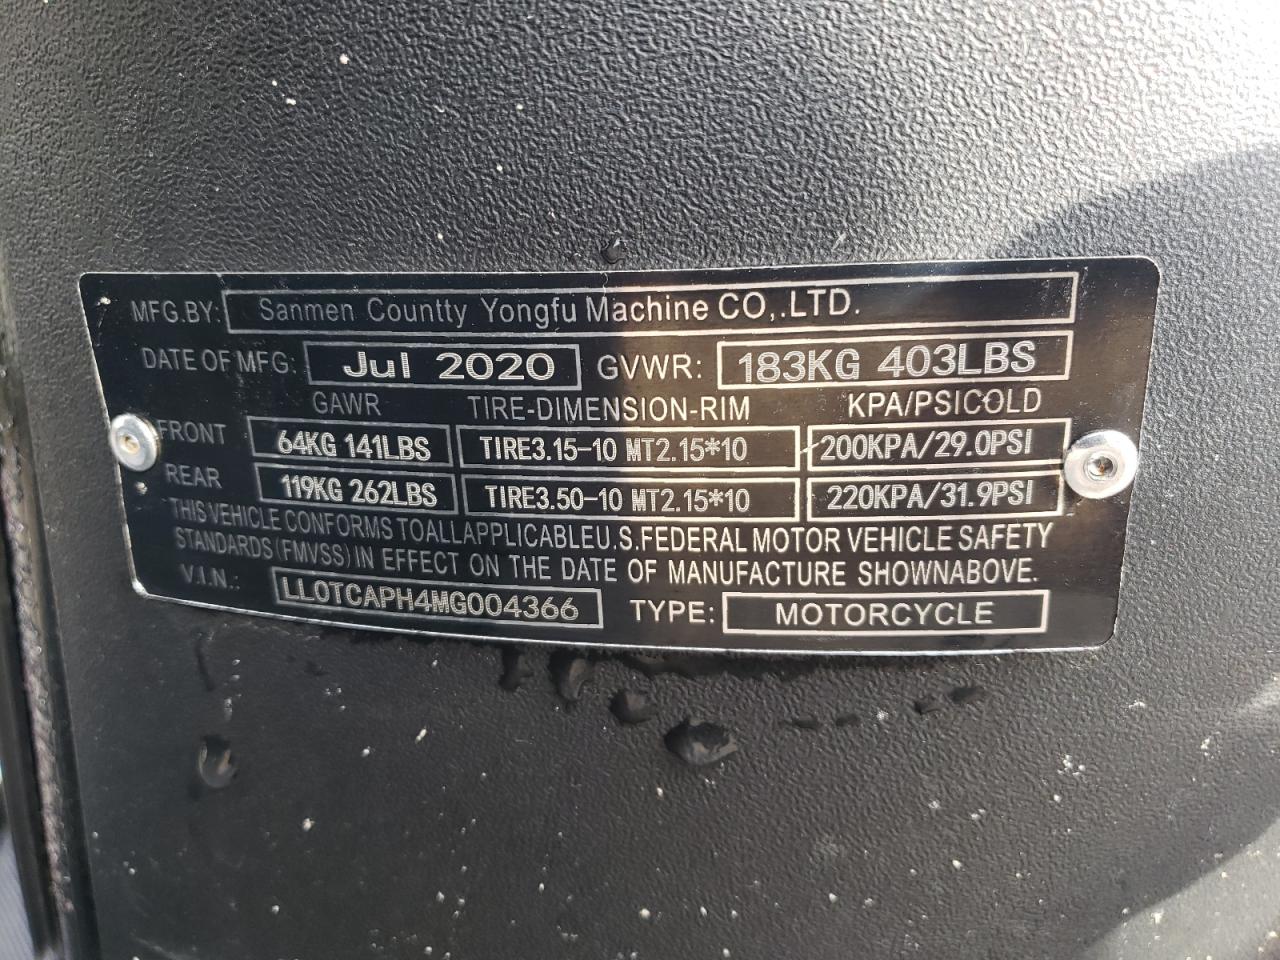 MFG.BY: Sanmen Countty Yongfu Machine CO,.LTD.
DATE OF MFG: Jul 2020 GVWR: 183KG 403LBS
GAWR TIRE-DIMENSION-RIM KPA/PSICOLD
FRONT 64KG 141LBS TIRE3.15-10 MT2.15*10 200KPA/29.0PSI
REAR 119KG 262LBS TIRE3.50-10 MT2.15*10 220KPA/31.9PSI
THIS VEHICLE CONFORMS TOALLAPPLICABLEU.S.FEDERAL MOTOR VEHICLE SAFETY
STANDARDS (FMVSS) IN EFFECT ON THE DATE OF MANUFACTURE SHOWNABOVE.
V.I.N.: LL0TCAPH4MG004366 TYPE: MOTORCYCLE